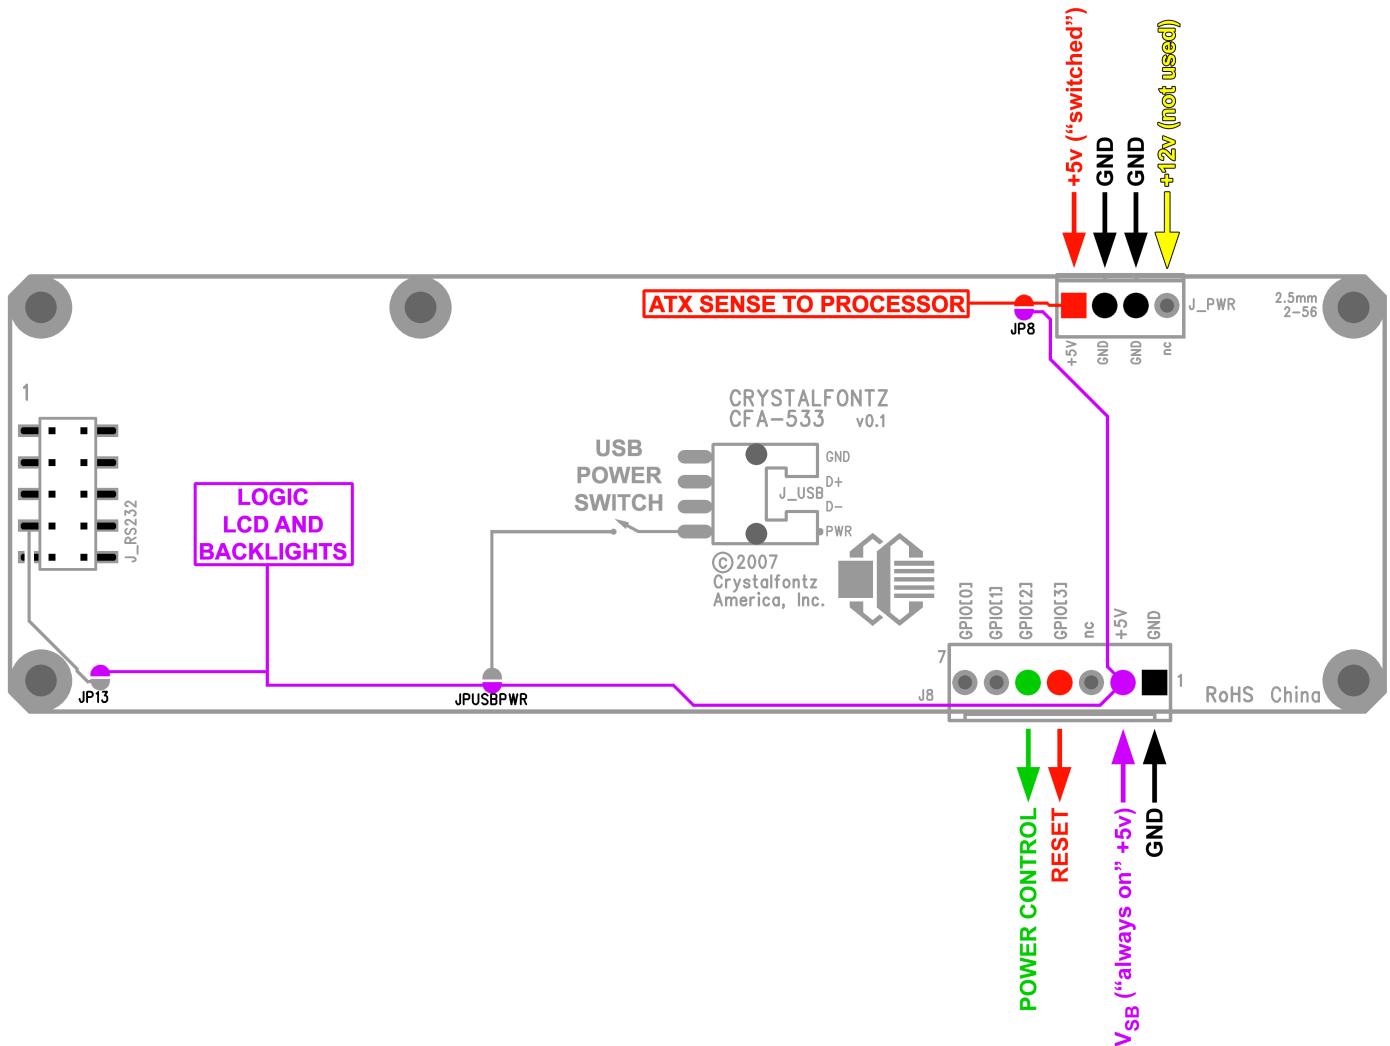 +5v (“switched”)
GND
GND
+12v (not used)
ATX SENSE TO PROCESSOR
JP8
J_PWR
2.5mm
2-56
+5V
GND
GND
nc
1
J_RS232
LOGIC
LCD AND
BACKLIGHTS
JP13
USB
POWER
SWITCH
JPUSBPWR
CRYSTALFONTZ
CFA-533 v0.1
GND
D+
J_USB
D-
PWR
©2007
Crystalfontz
America, Inc.
GPIO[0]
GPIO[1]
GPIO[2]
GPIO[3]
nc
+5V
GND
7
J8
1
RoHS China
POWER CONTROL
RESET
VSB (“always on” +5v)
GND